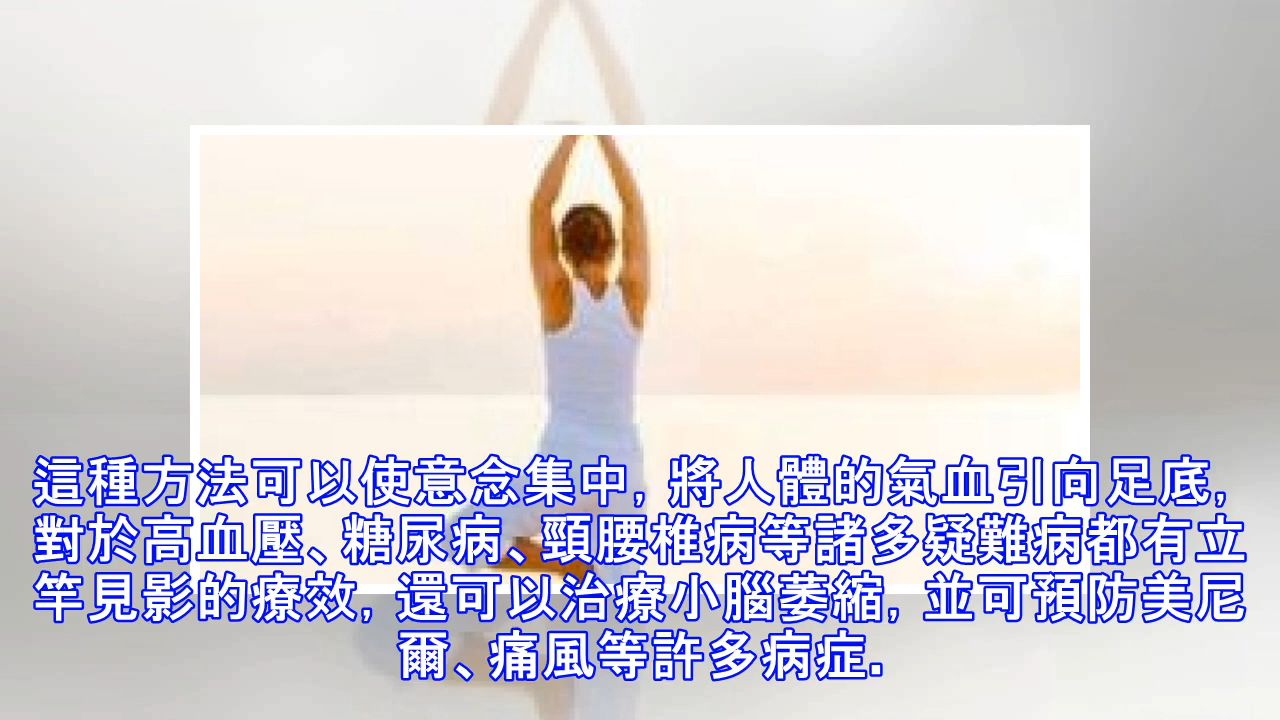 這種方法可以使意念集中, 將人體的氣血引向足底,
對於高血壓、糖尿病、頸腰椎病等諸多疑難病都有立
竿見影的療效, 還可以治療小腦萎縮, 並可預防美尼
爾、痛風等許多病症.